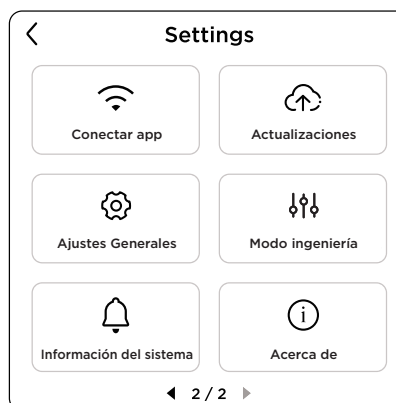 Settings
Conectar app
Actualizaciones
Ajustes Generales
Modo ingeniería
Información del sistema
Acerca de
2 / 2